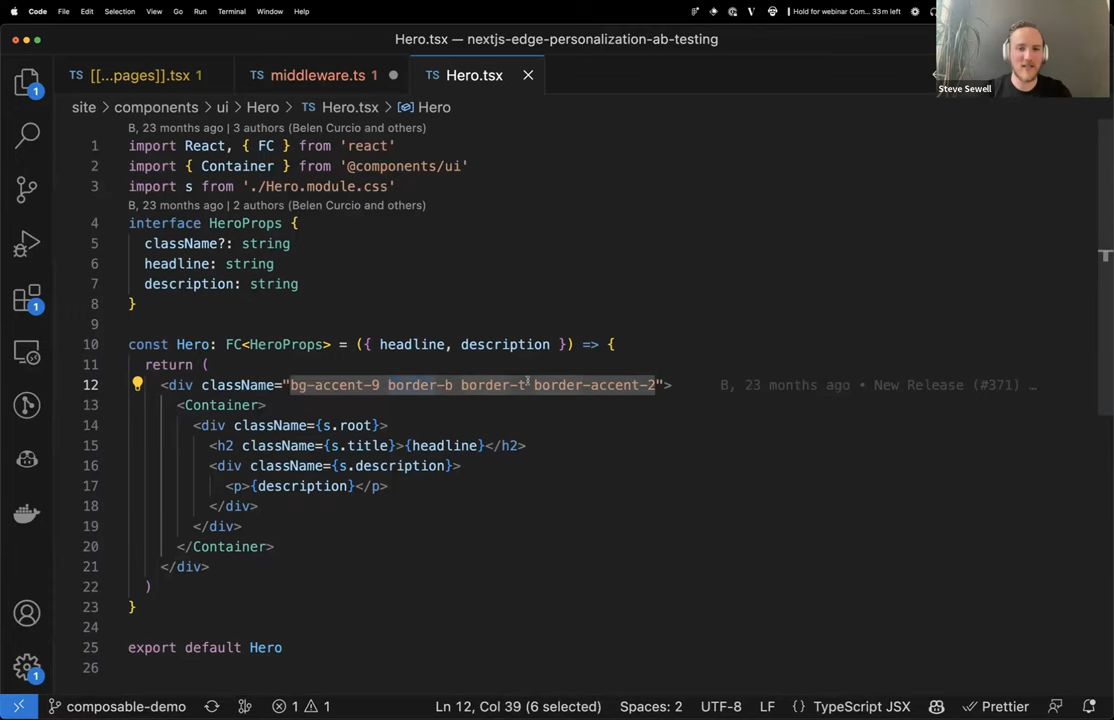 Code File Edit Selection View Go Run Terminal Window Help Hold for webinar Com… 33 m left
Hero.tsx — nextjs-edge-personalization-ab-testing
TS [[...pages]].tsx 1 TS middleware.ts 1 TS Hero.tsx
Steve Sewell
site > components > ui > Hero > TS Hero.tsx > Hero
B, 23 months ago | 3 authors (Belen Curcio and others)
1 import React, { FC } from 'react'
2 import { Container } from '@components/ui'
3 import s from './Hero.module.css'
B, 23 months ago | 2 authors (Belen Curcio and others)
4 interface HeroProps {
5 className?: string
6 headline: string
7 description: string
8 }
9
10 const Hero: FC<HeroProps> = ({ headline, description }) => {
11 return (
12 <div className="bg-accent-9 border-b border-t border-accent-2"> B, 23 months ago • New Release (#371) …
13 <Container>
14 <div className={s.root}>
15 <h2 className={s.title}>{headline}</h2>
16 <div className={s.description}>
17 <p>{description}</p>
18 </div>
19 </div>
20 </Container>
21 </div>
22 )
23 }
24
25 export default Hero
26
1
1
1
composable-demo 1 1 Ln 12, Col 39 (6 selected) Spaces: 2 UTF-8 LF {} TypeScript JSX Prettier